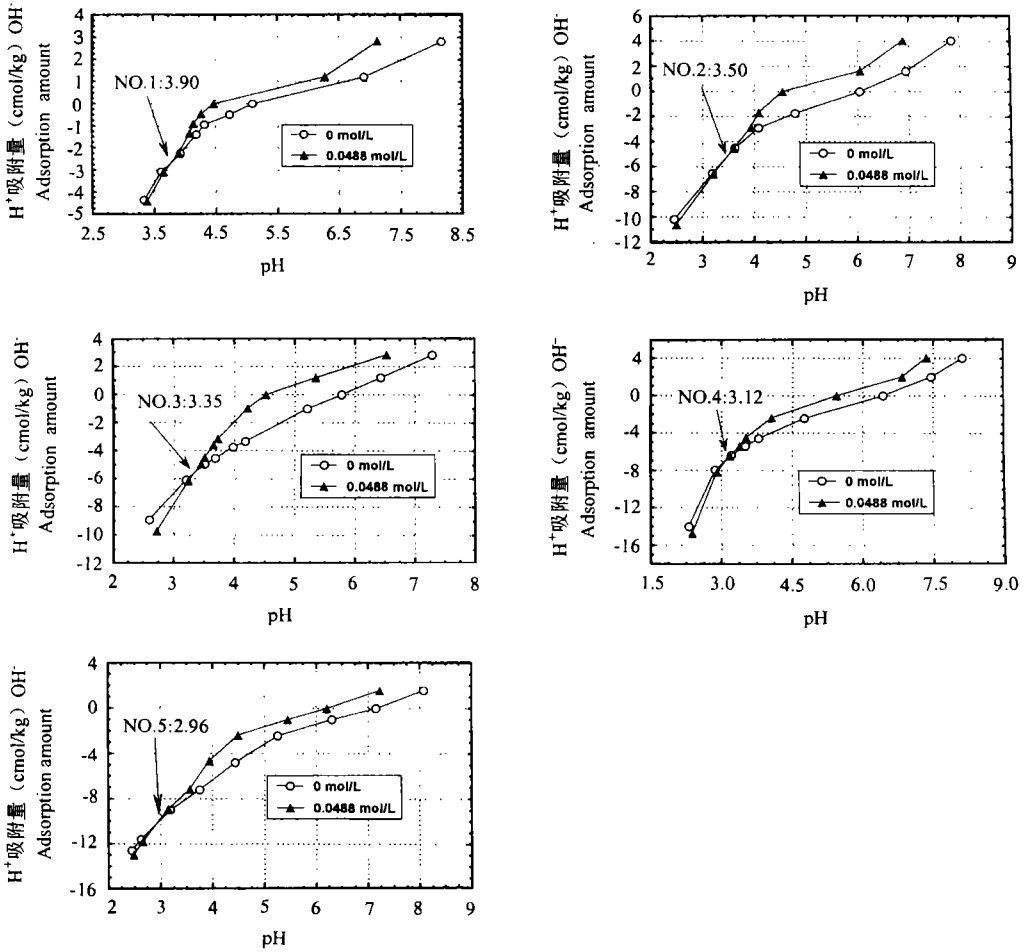 H⁺吸附量 (cmol/kg) OH⁻
Adsorption amount
4
3
2
1
0
-1
-2
-3
-4
-5
NO.1:3.90
0 mol/L
0.0488 mol/L
2.5 3.5 4.5 5.5 6.5 7.5 8.5
pH
H⁺吸附量 (cmol/kg) OH⁻
Adsorption amount
6
4
2
0
-2
-4
-6
-8
-10
-12
NO.2:3.50
0 mol/L
0.0488 mol/L
2 3 4 5 6 7 8 9
pH
H⁺吸附量 (cmol/kg) OH⁻
Adsorption amount
4
2
0
-2
-4
-6
-8
-10
-12
NO.3:3.35
0 mol/L
0.0488 mol/L
2 3 4 5 6 7 8
pH
H⁺吸附量 (cmol/kg) OH⁻
Adsorption amount
4
0
-4
-8
-12
-16
NO.4:3.12
0 mol/L
0.0488 mol/L
1.5 3.0 4.5 6.0 7.5 9.0
pH
H⁺吸附量 (cmol/kg) OH⁻
Adsorption amount
4
0
-4
-8
-12
-16
NO.5:2.96
0 mol/L
0.0488 mol/L
2 3 4 5 6 7 8 9
pH